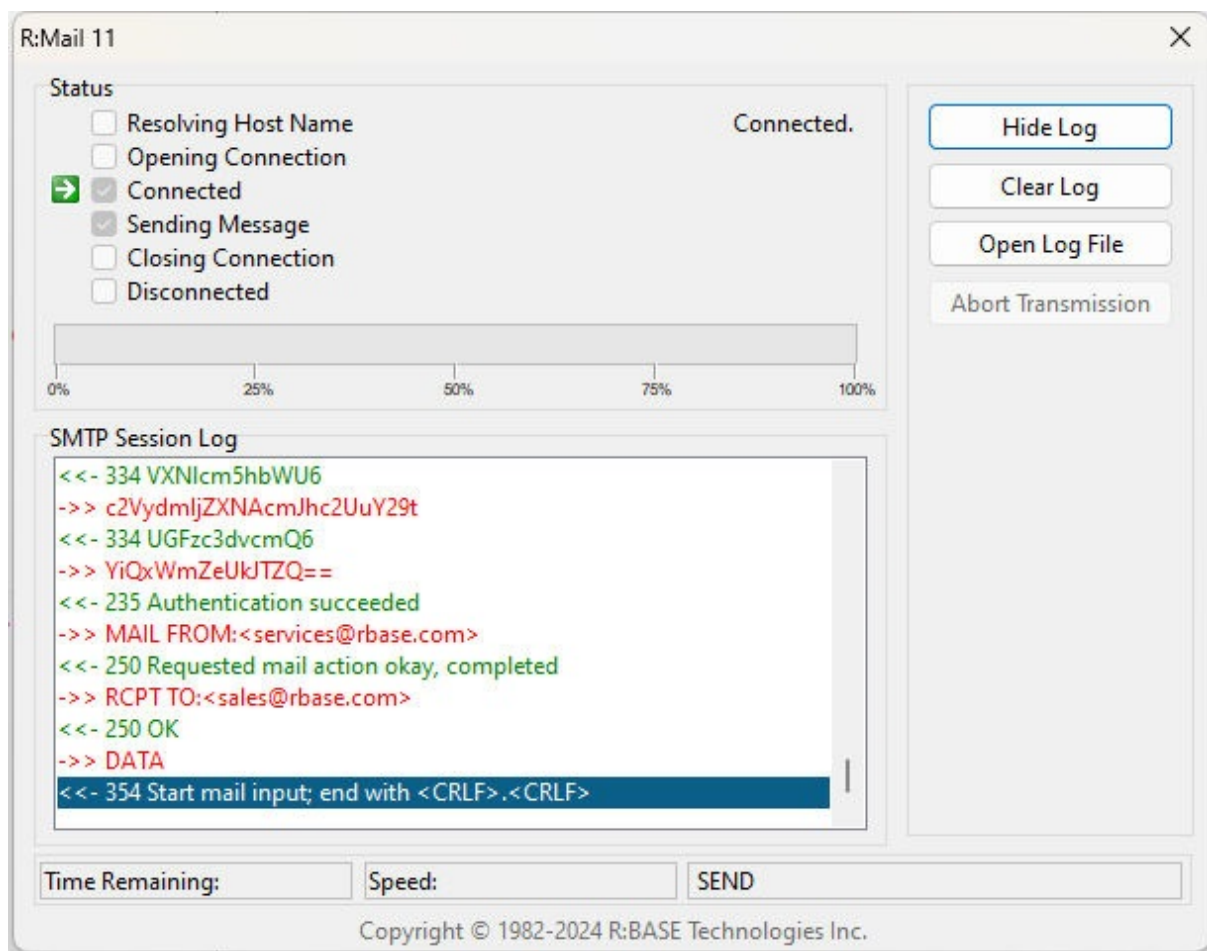 R:Mail 11
Status
Resolving Host Name
Connected.
Opening Connection
Connected
Sending Message
Closing Connection
Disconnected
0% 25% 50% 75% 100%
Hide Log
Clear Log
Open Log File
Abort Transmission
SMTP Session Log
<<- 334 VXNlcm5hbWU6
->> c2VydmljZXNAcmJhc2UuY29t
<<- 334 UGFzc3dvcmQ6
->> YiQxWmZeUkJTZQ==
<<- 235 Authentication succeeded
->> MAIL FROM:<services@rbase.com>
<<- 250 Requested mail action okay, completed
->> RCPT TO:<sales@rbase.com>
<<- 250 OK
->> DATA
<<- 354 Start mail input; end with <CRLF>.<CRLF>
Time Remaining:
Speed:
SEND
Copyright © 1982-2024 R:BASE Technologies Inc.